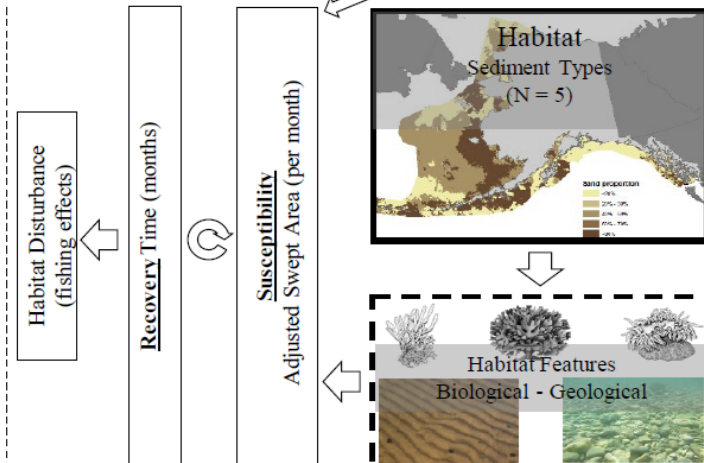 Habitat
Sediment Types
(N = 5)
Sand proportion
Habitat Disturbance
(fishing effects)
Recovery Time (months)
Susceptibility
Adjusted Swept Area (per month)
Habitat Features
Biological - Geological